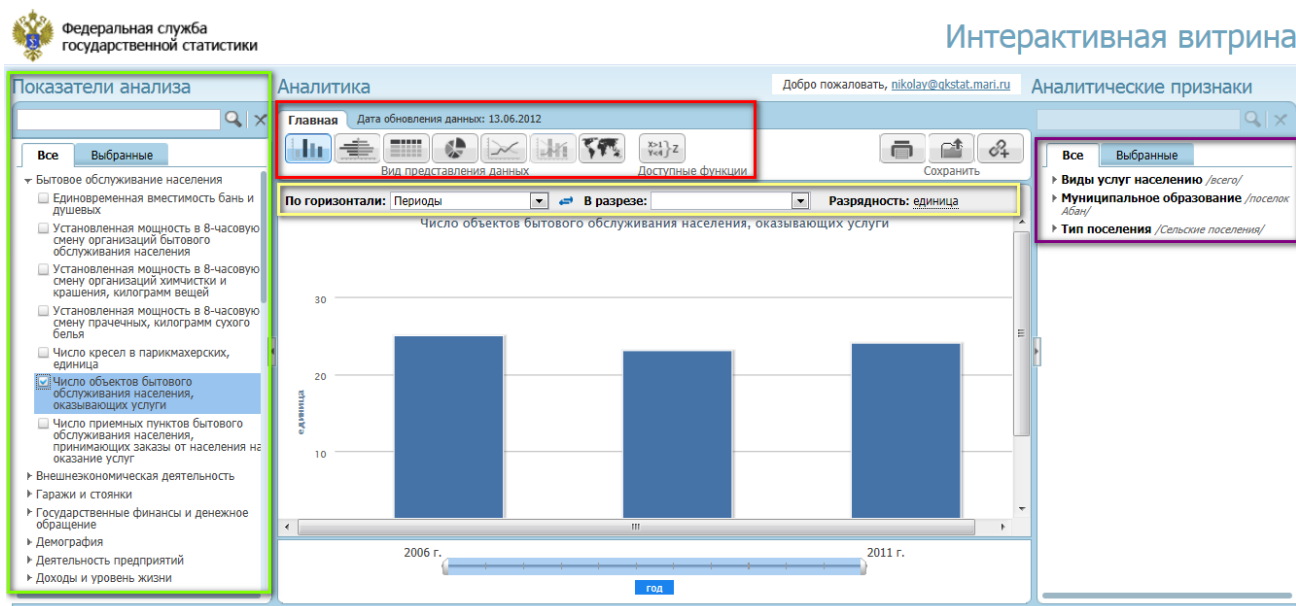 Федеральная служба
государственной статистики
Интерактивная витрина
Показатели анализа
Все
Выбранные
Бытовое обслуживание населения
Единовременная вместимость бань и
душевых
Установленная мощность в 8-часовую
смену организаций бытового
обслуживания населения
Установленная мощность в 8-часовую
смену организаций химчистки и
крашения, килограмм вещей
Установленная мощность в 8-часовую
смену прачечных, килограмм сухого
белья
Число кресел в парикмахерских,
единица
Число объектов бытового
обслуживания населения,
оказывающих услуги
Число приемных пунктов бытового
обслуживания населения,
принимающих заказы от населения на
оказание услуг
Внешнеэкономическая деятельность
Гаражи и стоянки
Государственные финансы и денежное
обращение
Демография
Деятельность предприятий
Доходы и уровень жизни
Аналитика
Добро пожаловать, nikolay@gkstat.mari.ru
Главная
Дата обновления данных: 13.06.2012
X>1 }Z
Y<4
Вид представления данных
Доступные функции
Сохранить
По горизонтали: Периоды
В разрезе:
Разрядность: единица
Число объектов бытового обслуживания населения, оказывающих услуги
30
20
10
единица
2006 г.
2011 г.
год
Аналитические признаки
Все
Выбранные
Виды услуг населению /всего/
Муниципальное образование /поселок
Абан/
Тип поселения /Сельские поселения/